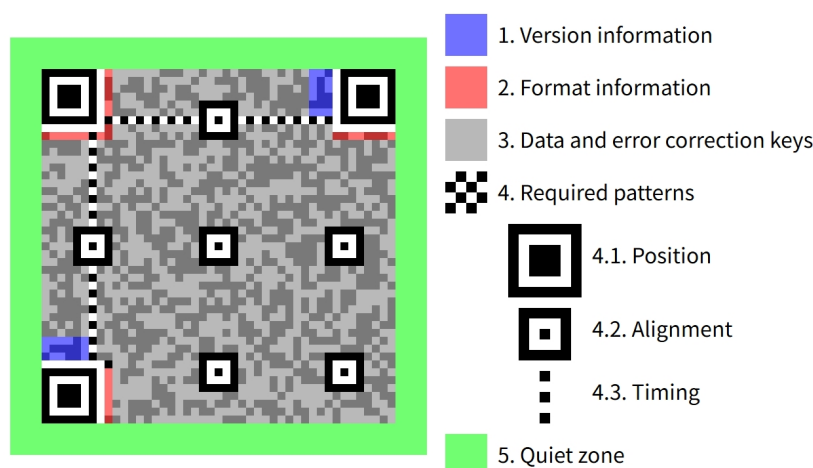 1. Version information
2. Format information
3. Data and error correction keys
4. Required patterns
4.1. Position
4.2. Alignment
4.3. Timing
5. Quiet zone